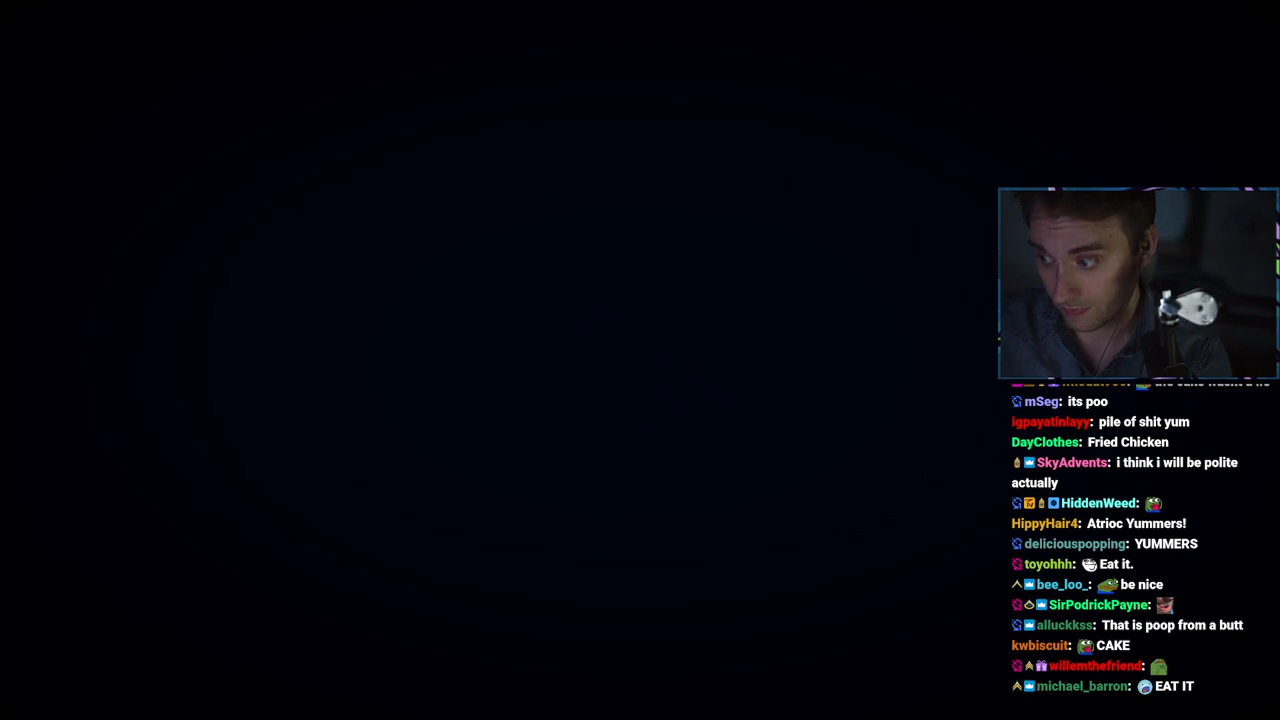 mSeg: its poo
igpayatinlayy: pile of shit yum
DayClothes: Fried Chicken
SkyAdvents: i think i will be polite
actually
HiddenWeed:
HippyHair4: Atrioc Yummers!
deliciouspopping: YUMMERS
toyohhh: Eat it.
bee_loo_: be nice
SirPodrickPayne:
alluckkss: That is poop from a butt
kwbiscuit: CAKE
willemthefriend:
michael_barron: EAT IT